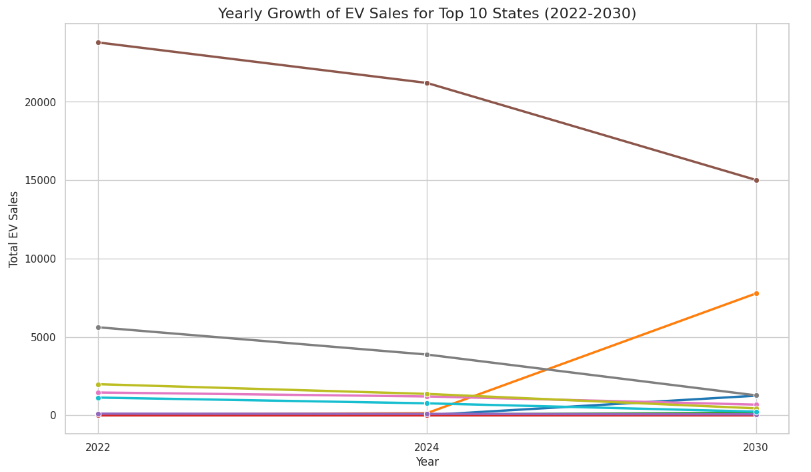 Yearly Growth of EV Sales for Top 10 States (2022-2030)
Total EV Sales
20000
15000
10000
5000
0
2022
2024
2030
Year